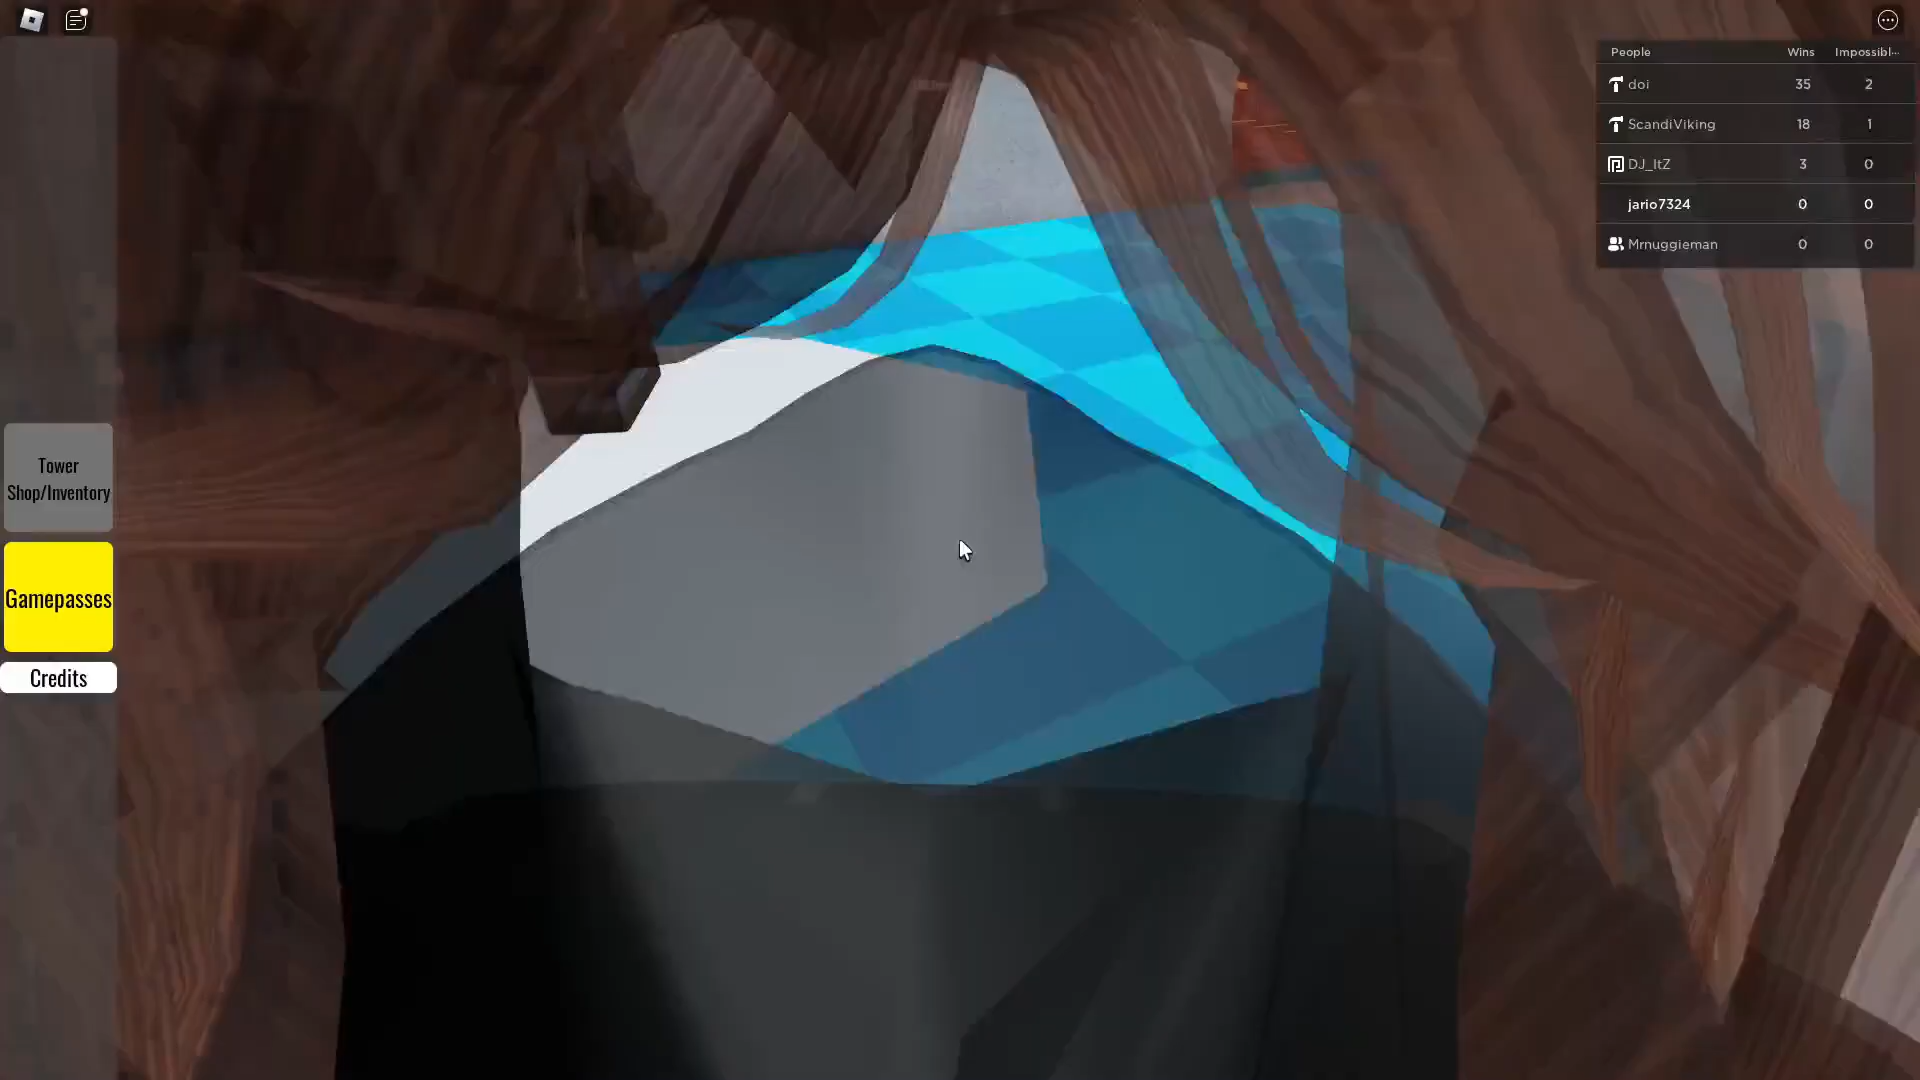 People Wins Impossibl...
doi 35 2
ScandiViking 18 1
DJ_ItZ 3 0
jario7324 0 0
Mrnuggieman 0 0
Tower
Shop/Inventory
Gamepasses
Credits